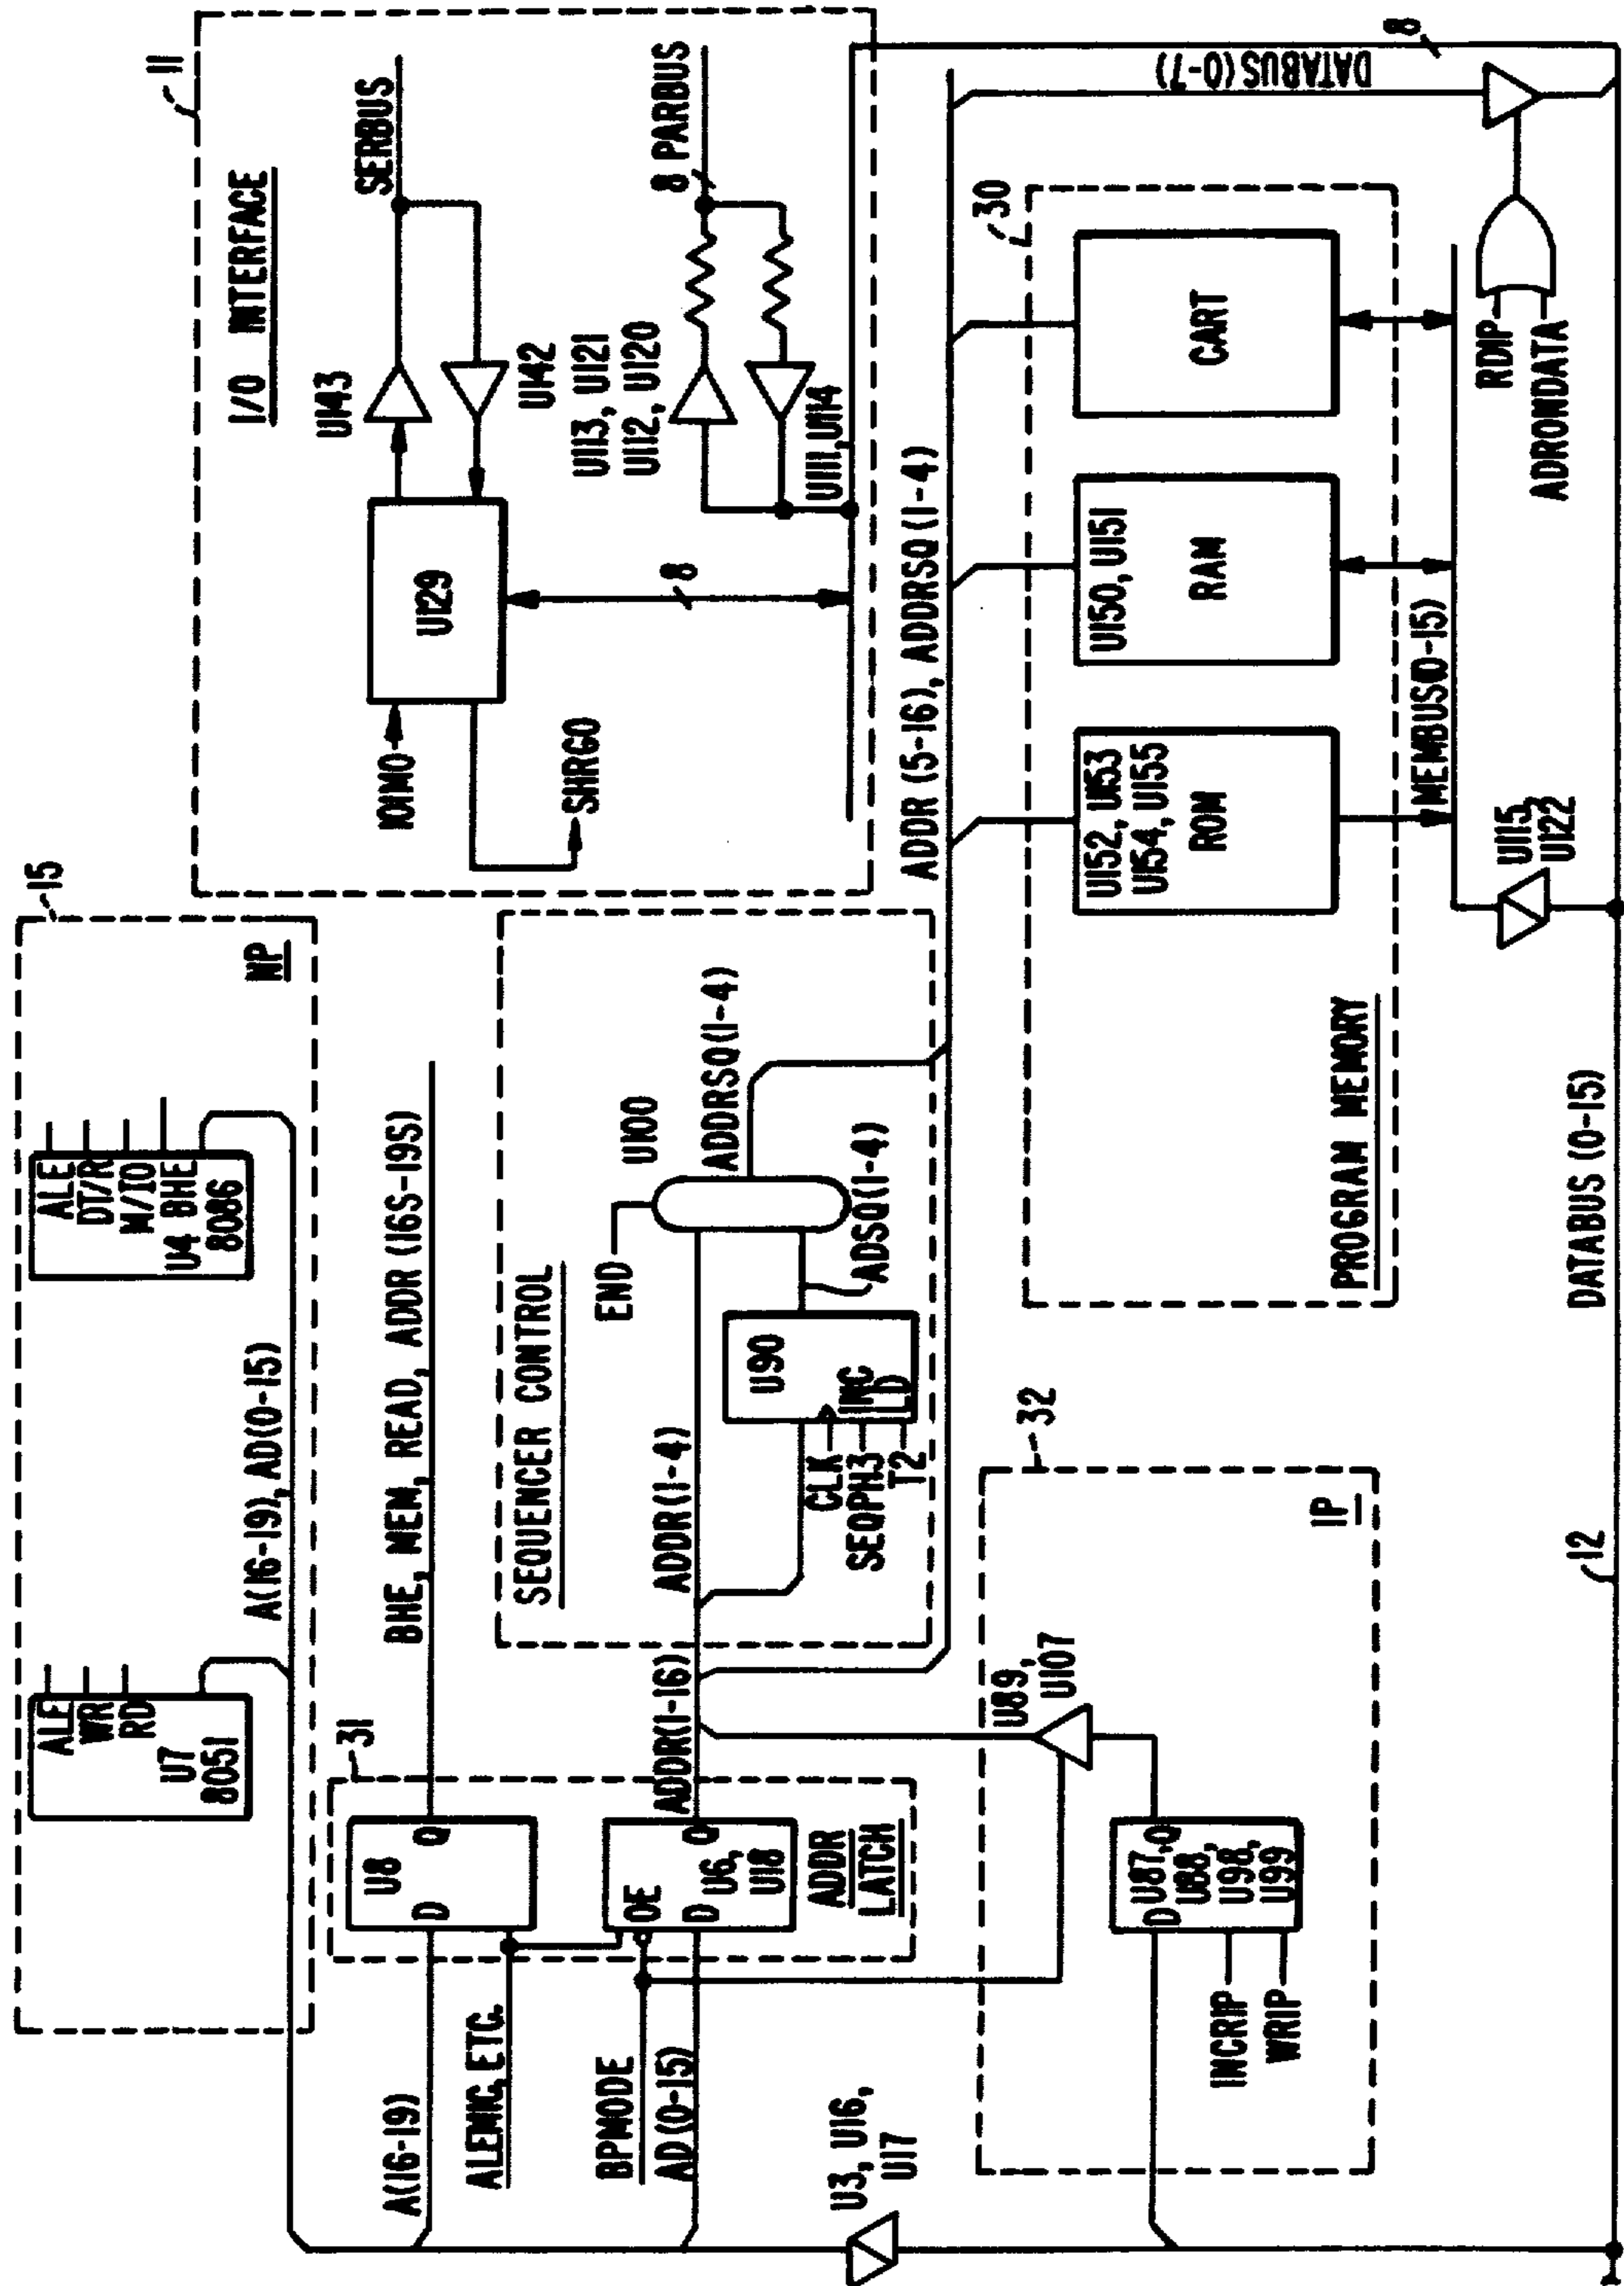 15
ALE
WR
RD
U7
8051
ALE
DT/R
M/IO
BHE
U4
8086
MP
A(16-19), AD(0-15)
11
I/O INTERFACE
SERBUS
U143
U142
U129
IOIMO
SHRGO
8
U113, U121
U112, U120
8 PARBUS
U111, U114
31
A(16-19)
D
U8
Q
BHE, MEM, READ, ADDR (16S-19S)
ALEMIC, ETC.
BPMODE
AD(0-15)
OE
D
U6,
U18
Q
ADDR
LATCH
ADDR(1-16)
SEQUENCER CONTROL
ADDR(1-4)
END
U100
ADDRSQ(1-4)
U90
CLK
SEQPH3
T2
INC
LD
ADSQ(1-4)
ADDR (5-16), ADDRSQ (1-4)
DATABUS (0-7)
8
U3, U16,
U17
32
IP
U89,
U107
D
Q
U87,
U88,
U98,
U99
INCRIP
WRIP
30
U152, U153
U154, U155
ROM
U150, U151
RAM
CART
MEMBUS(0-15)
PROGRAM MEMORY
U115
U122
RDIP
ADRONDATA
12
DATABUS (0-15)